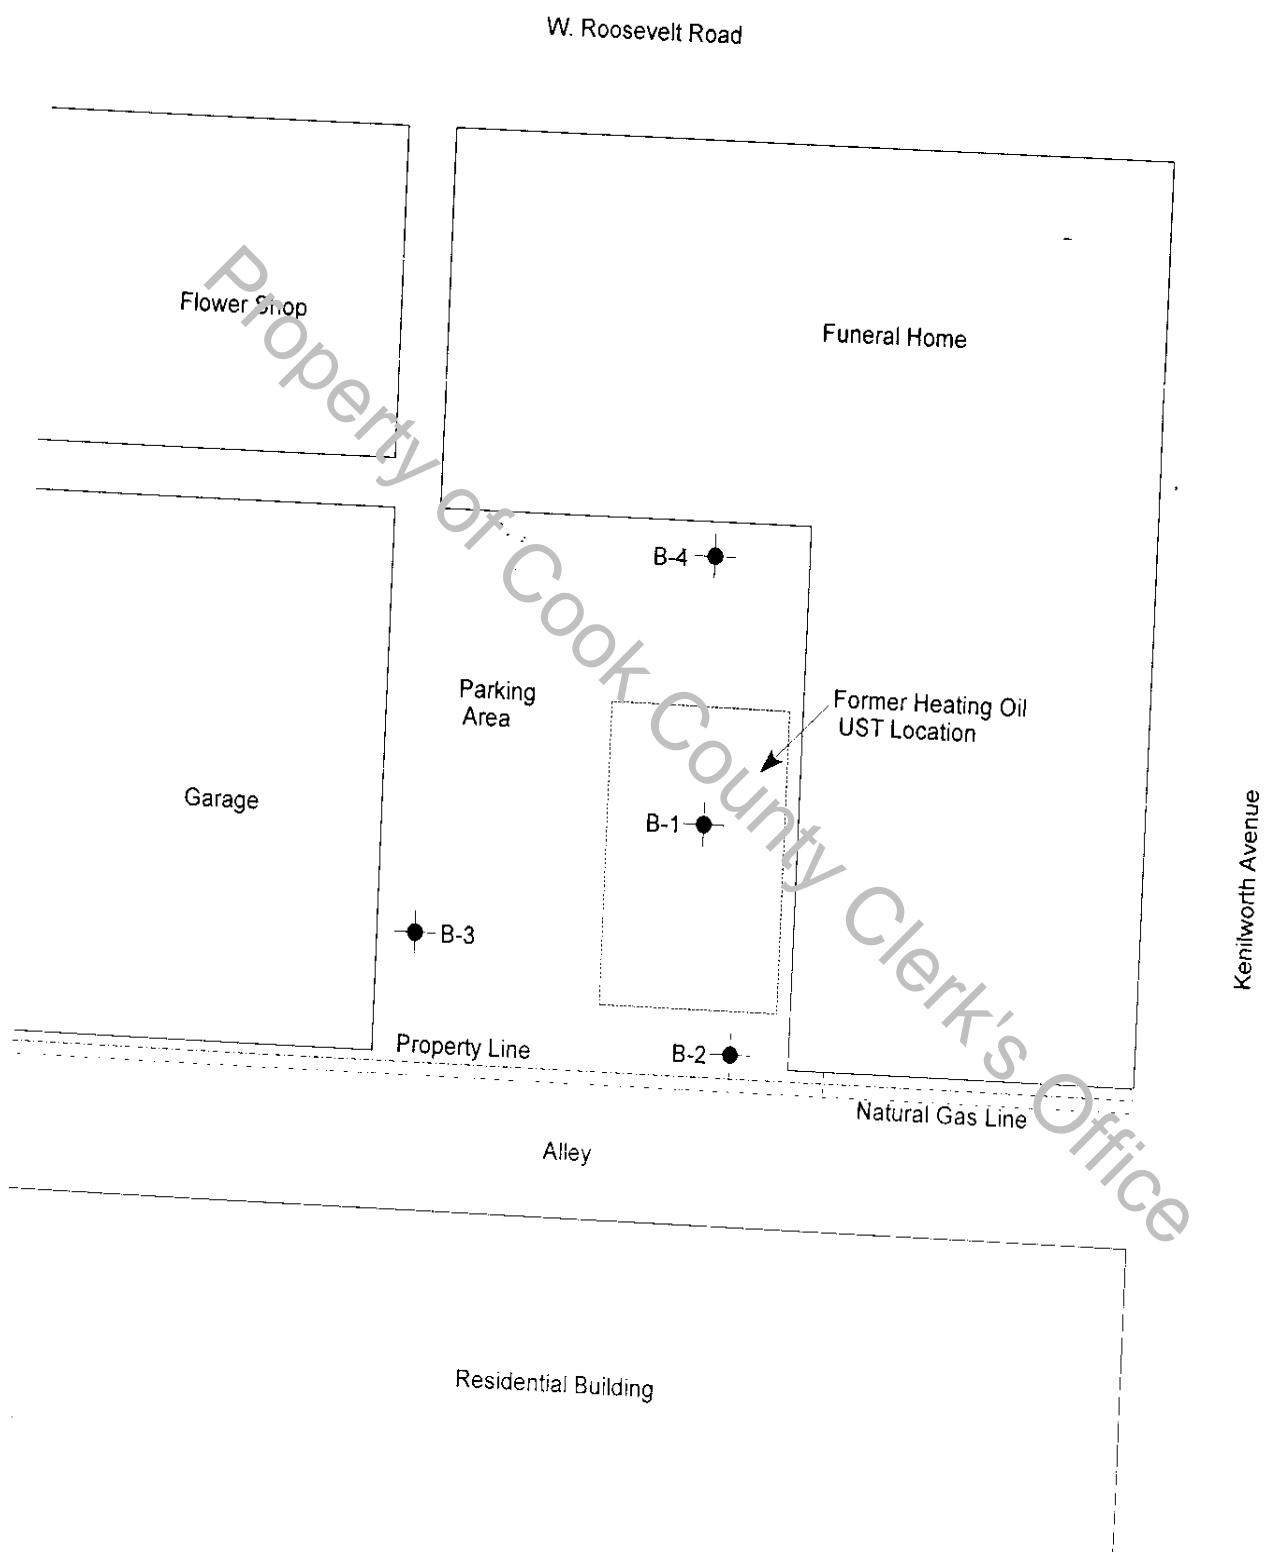 W. Roosevelt Road
Flower Shop
Funeral Home
B-4
Parking
Area
Former Heating Oil
UST Location
Garage
B-1
Kenilworth Avenue
B-3
Property Line
B-2
Natural Gas Line
Alley
Residential Building
Property of Cook County Clerk's Office